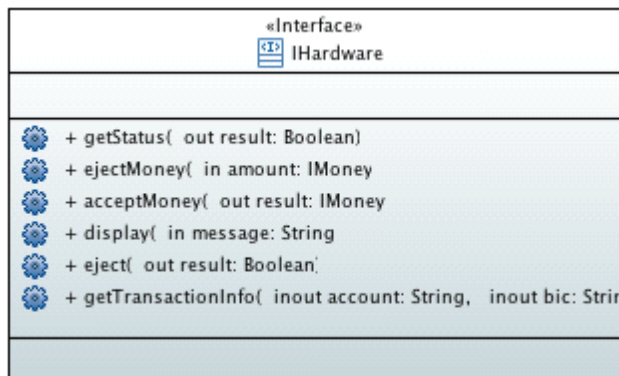 «Interface»
IHardware
+ getStatus( out result: Boolean)
+ ejectMoney( in amount: IMoney
+ acceptMoney( out result: IMoney
+ display( in message: String
+ eject( out result: Boolean
+ getTransactionInfo( inout account: String, inout bic: